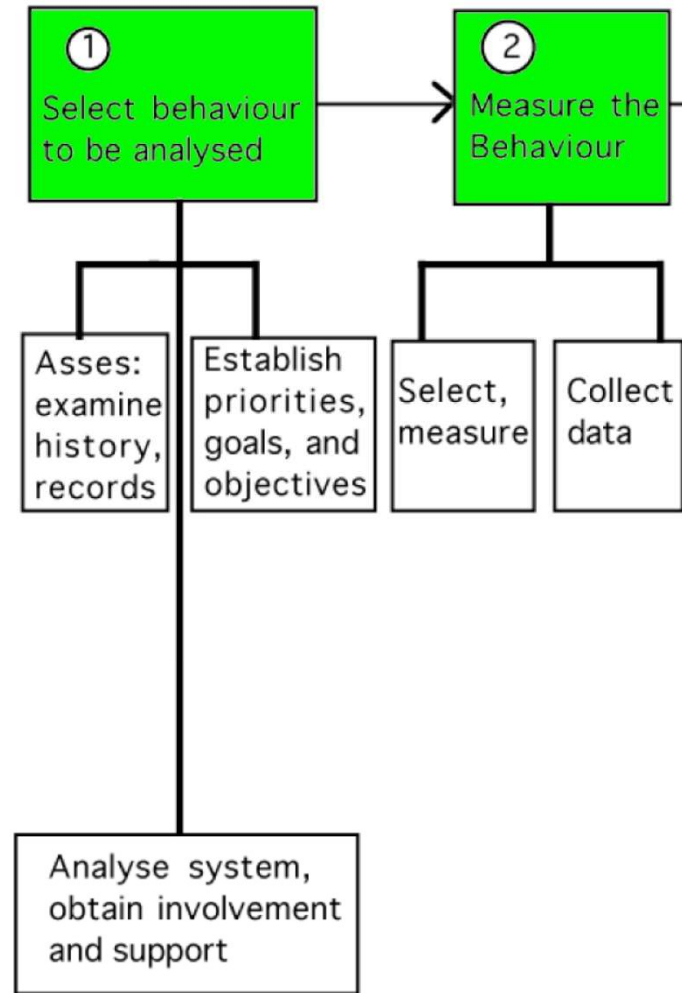 1
Select behaviour
to be analysed
2
Measure the
Behaviour
Asses:
examine
history,
records
Establish
priorities,
goals, and
objectives
Select,
measure
Collect
data
Analyse system,
obtain involvement
and support